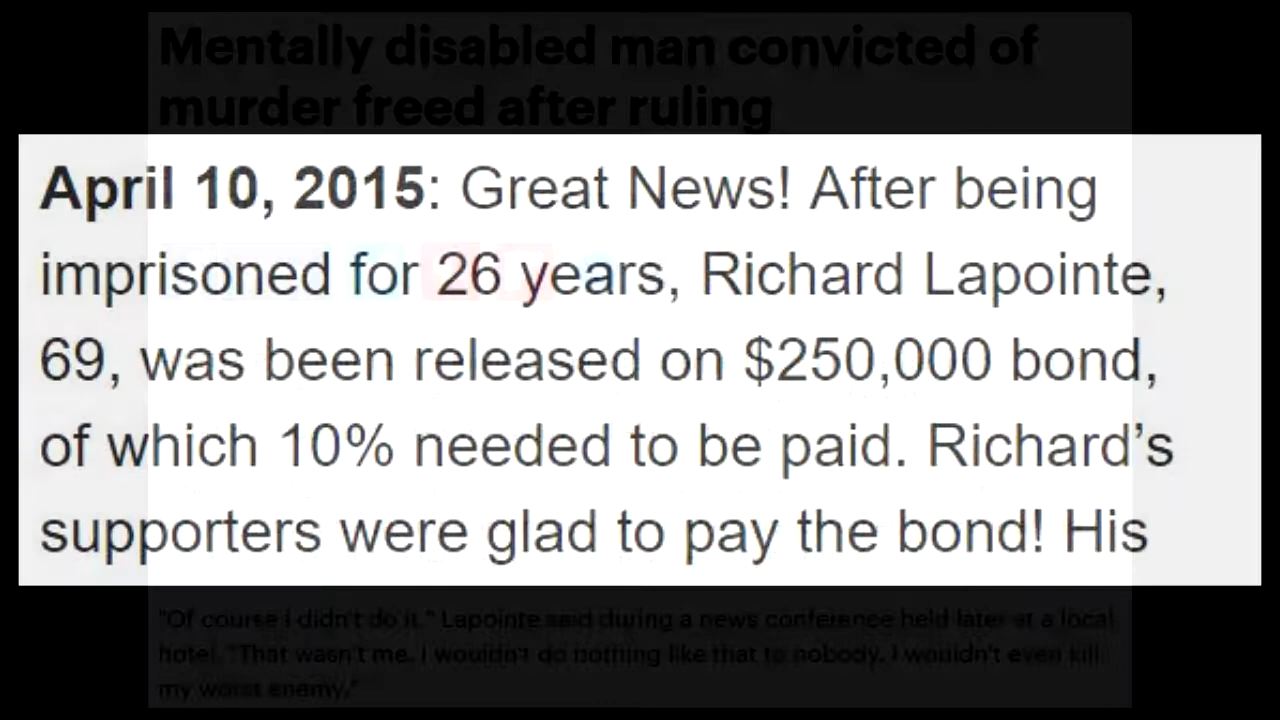 Mentally disabled man convicted of
murder freed after ruling
April 10, 2015: Great News! After being
imprisoned for 26 years, Richard Lapointe,
69, was been released on $250,000 bond,
of which 10% needed to be paid. Richard’s
supporters were glad to pay the bond! His
"Of course I didn't do it," Lapointe said during a news conference held later at a local
hotel. "That wasn't me. I wouldn't do nothing like that to nobody. I wouldn't even kill
my worst enemy."